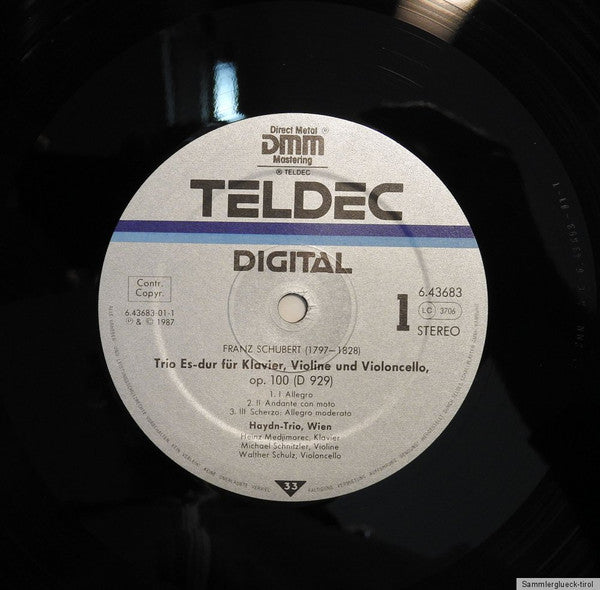 Direct Metal ℗
DMM
Mastering
℗ TELDEC
TELDEC
DIGITAL
Contr.
Copyr.
6.43683-01-1
℗ & © 1987
1
6.43683
LC 3706
STEREO
FRANZ SCHUBERT (1797–1828)
Trio Es-dur für Klavier, Violine und Violoncello,
op. 100 (D 929)
1. I Allegro
2. II Andante con moto
3. III Scherzo: Allegro moderato
Haydn-Trio, Wien
Heinz Medjimorec, Klavier
Michael Schnitzler, Violine
Walther Schulz, Violoncello
33
Sammlerglueck-tirol